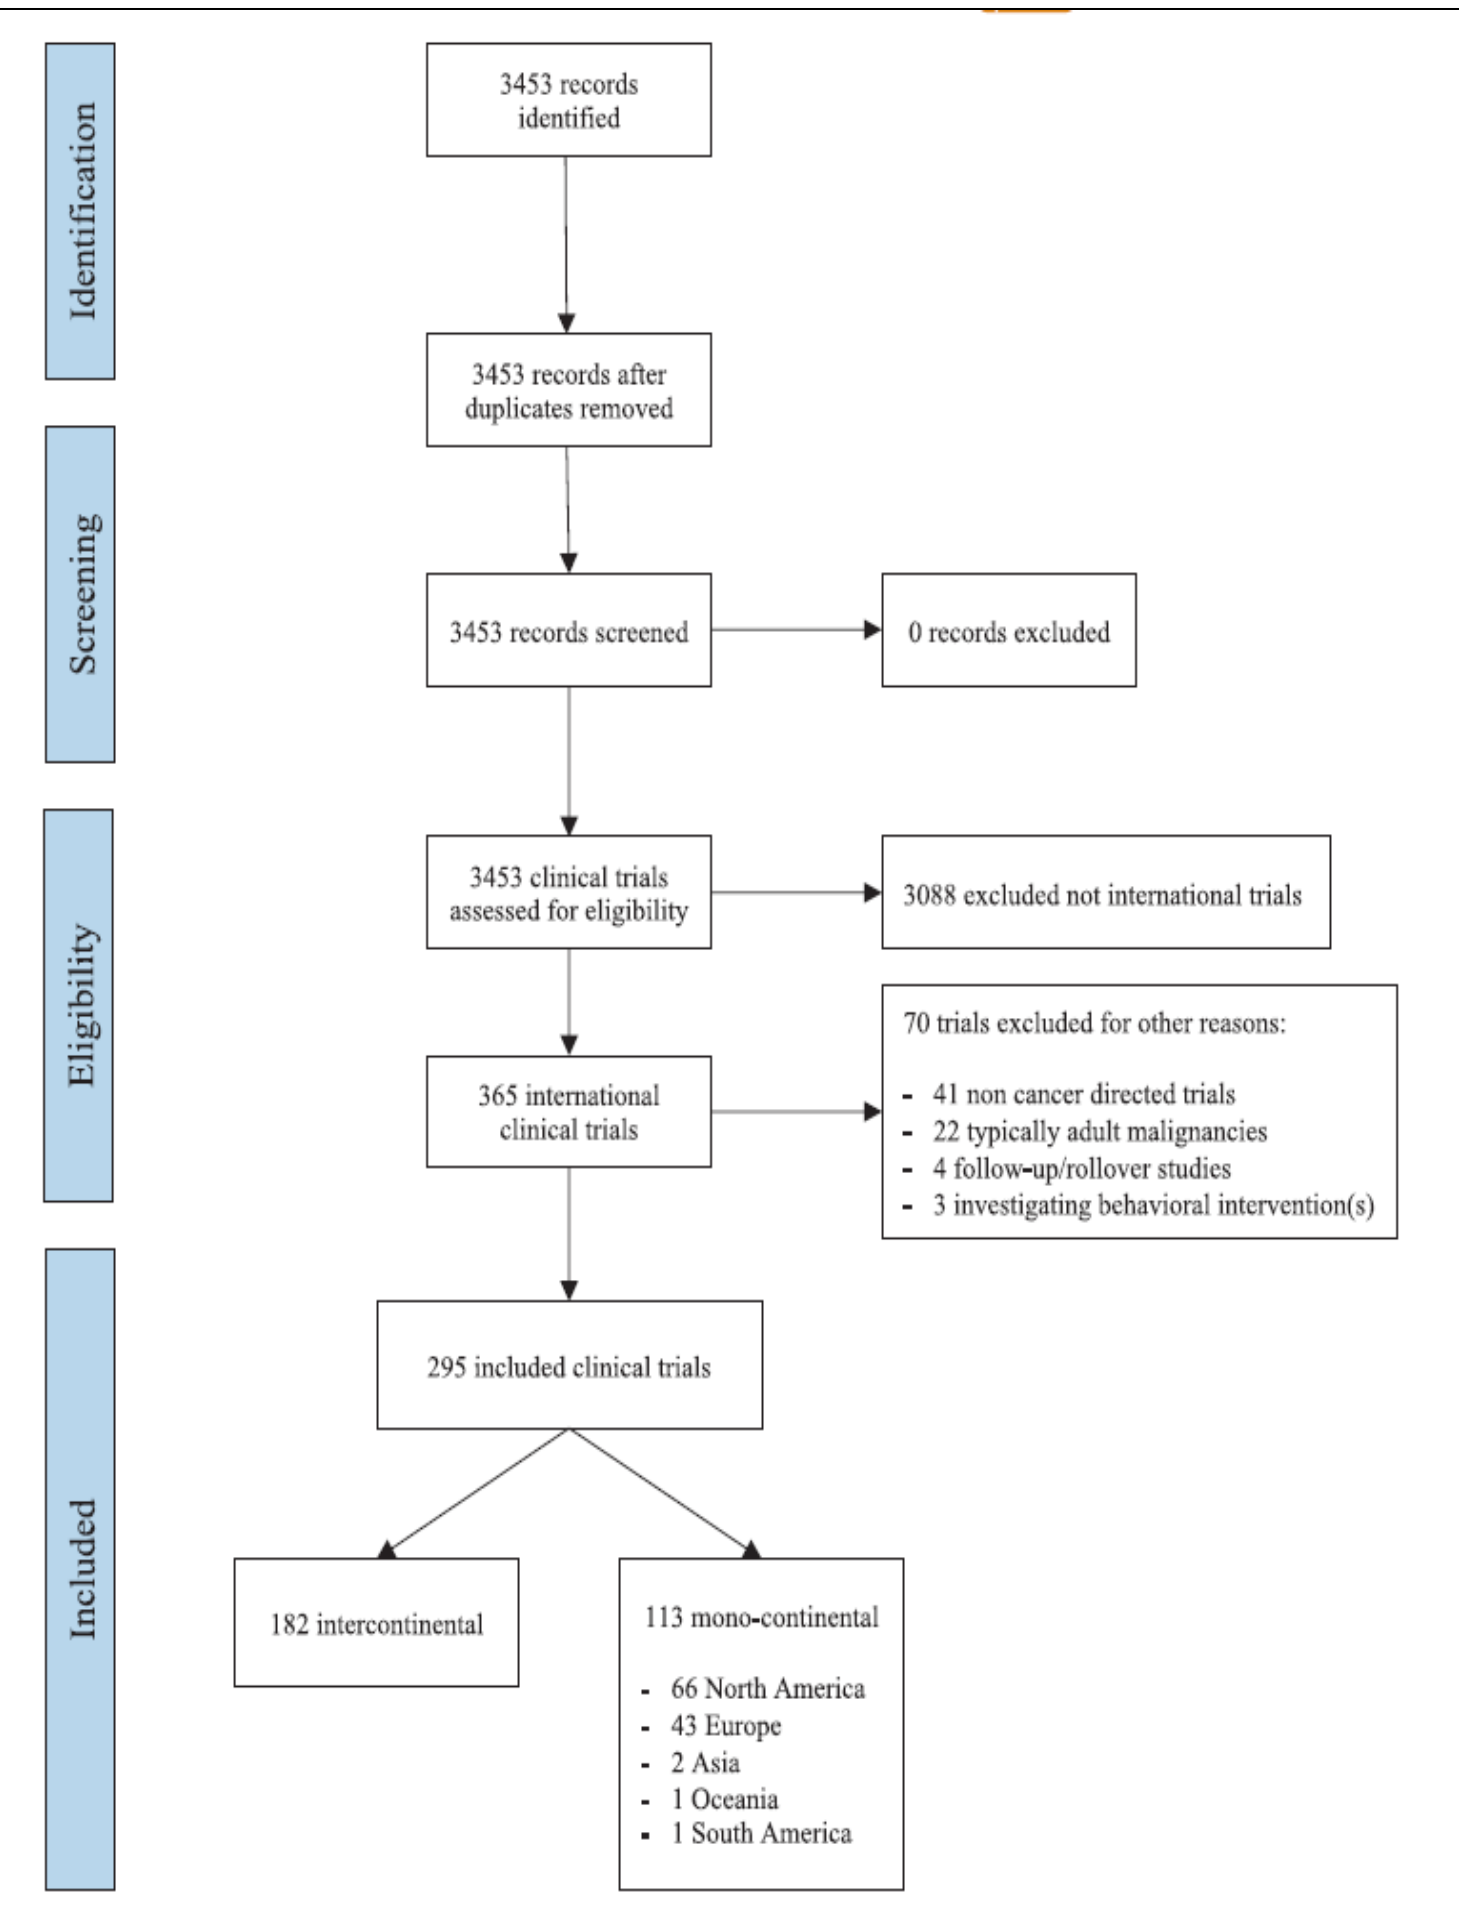 Identification
3453 records
identified
3453 records after
duplicates removed
Screening
3453 records screened
0 records excluded
Eligibility
3453 clinical trials
assessed for eligibility
3088 excluded not international trials
365 international
clinical trials
70 trials excluded for other reasons:
- 41 non cancer directed trials
- 22 typically adult malignancies
- 4 follow-up/rollover studies
- 3 investigating behavioral intervention(s)
Included
295 included clinical trials
182 intercontinental
113 mono-continental
- 66 North America
- 43 Europe
- 2 Asia
- 1 Oceania
- 1 South America